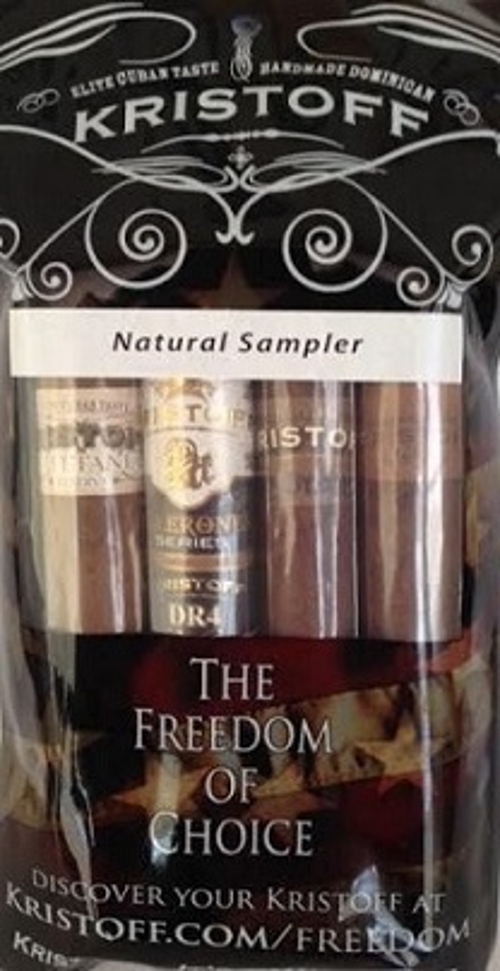 ELITE CUBAN TASTE HANDMADE DOMINICAN
KRISTOFF
Natural Sampler
SERIES
DR4
THE
FREEDOM
OF
CHOICE
DISCOVER YOUR KRISTOFF AT
KRISTOFF.COM/FREEDOM